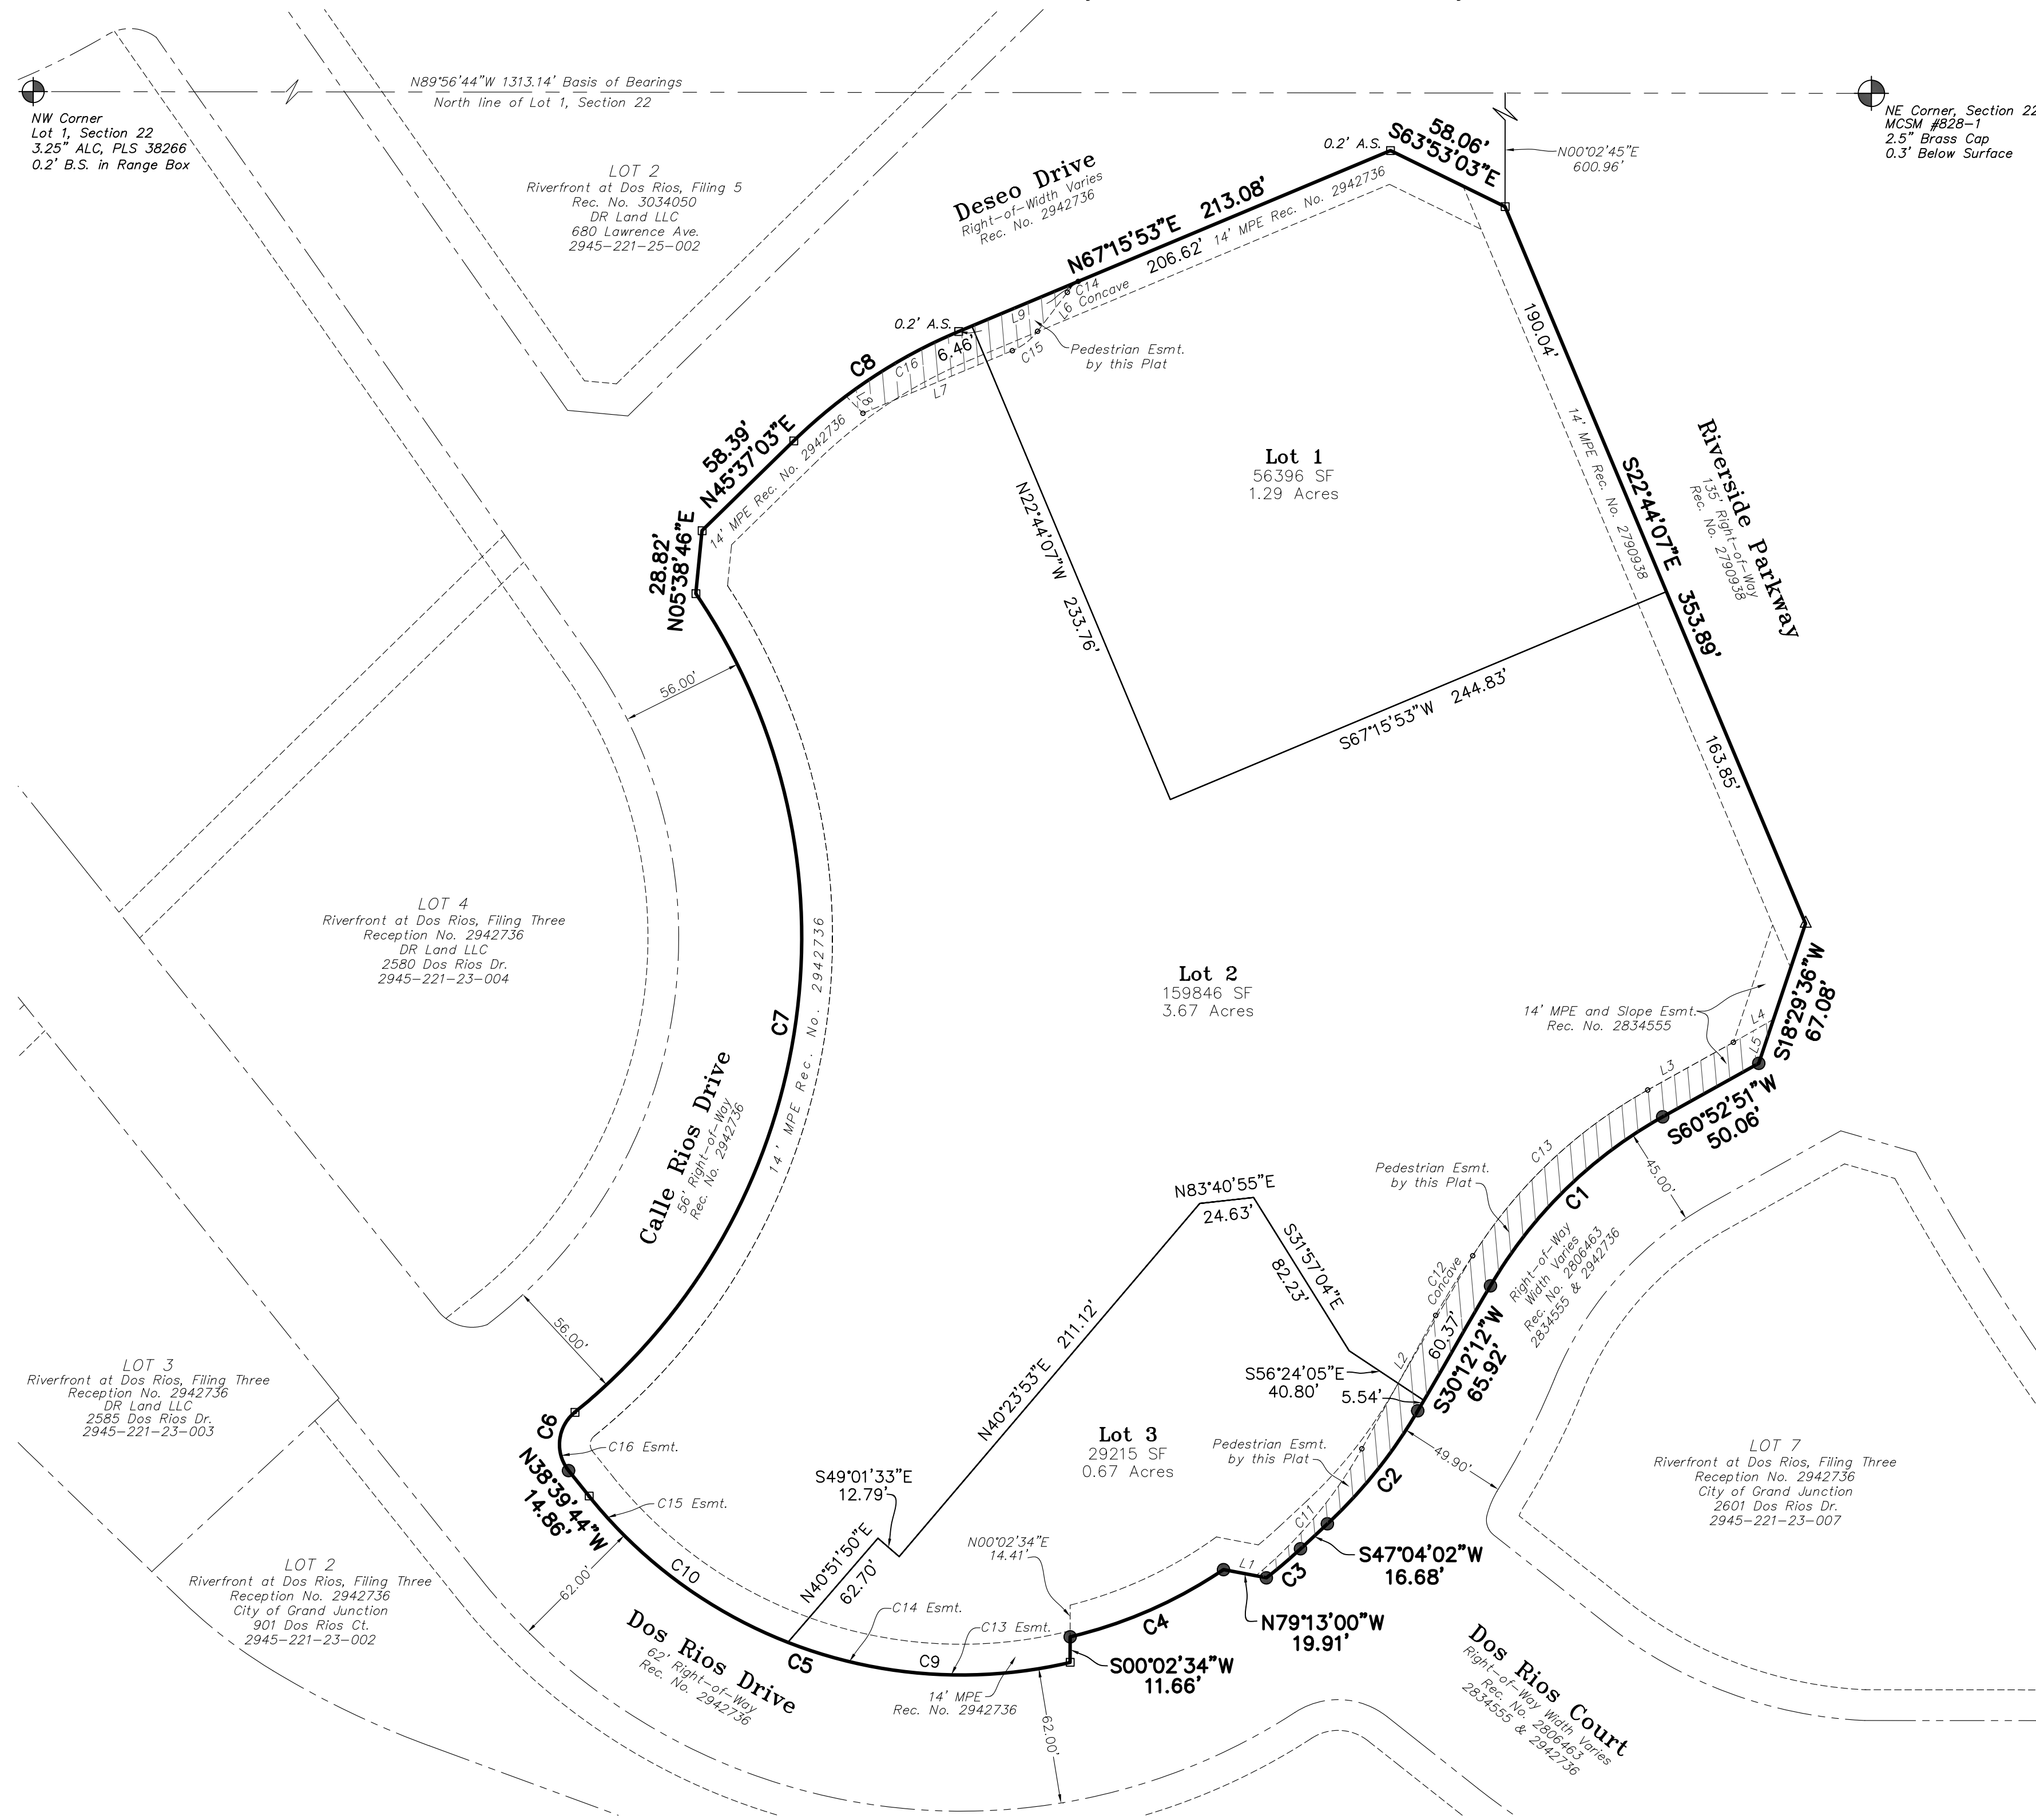 N89°56'44"W 1313.14' Basis of Bearings
North line of Lot 1, Section 22
NW Corner
Lot 1, Section 22
3.25" ALC, PLS 38266
0.2' B.S. in Range Box
NE Corner, Section 22
MCSM #828-1
2.5" Brass Cap
0.3' Below Surface
N00°02'45"E
600.96'
LOT 2
Riverfront at Dos Rios, Filing 5
Rec. No. 3034050
DR Land LLC
680 Lawrence Ave.
2945-221-25-002
Deseo Drive
Right-of-Width Varies
Rec. No. 2942736
0.2' A.S.
58.06'
S63°53'03"E
N67°15'53"E 213.08'
206.62'
14' MPE Rec. No. 2942736
C14
L6 Concave
L9
C15
0.2' A.S.
6.46'
Pedestrian Esmt.
by this Plat
C8
C16
L7
L8
58.39'
N45°37'03"E
14' MPE Rec. No. 2942736
28.82'
N05°38'46"E
Lot 1
56396 SF
1.29 Acres
N22°44'07"W 233.76'
S67°15'53"W 244.83'
190.04'
14' MPE Rec. No. 2790938
S22°44'07"E 353.89'
163.85'
Riverside Parkway
135' Right-of-Way
Rec. No. 2790938
56.00'
LOT 4
Riverfront at Dos Rios, Filing Three
Reception No. 2942736
DR Land LLC
2580 Dos Rios Dr.
2945-221-23-004
C7
14' MPE Rec. No. 2942736
Calle Rios Drive
56' Right-of-Way
Rec. No. 2942736
Lot 2
159846 SF
3.67 Acres
14' MPE and Slope Esmt.
Rec. No. 2834555
L4
L5
L3
S18°29'36"W
67.08'
S60°52'51"W
50.06'
45.00'
C13
C1
Pedestrian Esmt.
by this Plat
Right-of-Way
Width Varies
Rec. No. 2806463
2834555 & 2942736
C12
Concave
N83°40'55"E
24.63'
S31°57'04"E
82.23'
L2
60.37'
S30°12'12"W
65.92'
S56°24'05"E
40.80'
5.54'
N40°23'53"E 211.12'
56.00'
LOT 3
Riverfront at Dos Rios, Filing Three
Reception No. 2942736
DR Land LLC
2585 Dos Rios Dr.
2945-221-23-003
C6
C16 Esmt.
N38°39'44"W
14.86'
C15 Esmt.
S49°01'33"E
12.79'
Lot 3
29215 SF
0.67 Acres
Pedestrian Esmt.
by this Plat
49.90'
C2
C11
LOT 7
Riverfront at Dos Rios, Filing Three
Reception No. 2942736
City of Grand Junction
2601 Dos Rios Dr.
2945-221-23-007
N40°51'50"E
62.70'
N00°02'34"E
14.41'
L1
C3
S47°04'02"W
16.68'
C10
62.00'
LOT 2
Riverfront at Dos Rios, Filing Three
Reception No. 2942736
City of Grand Junction
901 Dos Rios Ct.
2945-221-23-002
C14 Esmt.
C13 Esmt.
C4
N79°13'00"W
19.91'
Dos Rios Drive
62' Right-of-Way
Rec. No. 2942736
C5
C9
S00°02'34"W
11.66'
14' MPE
Rec. No. 2942736
62.00'
Dos Rios Court
Right-of-Way Width Varies
Rec. No. 2806463
2834555 & 2942736